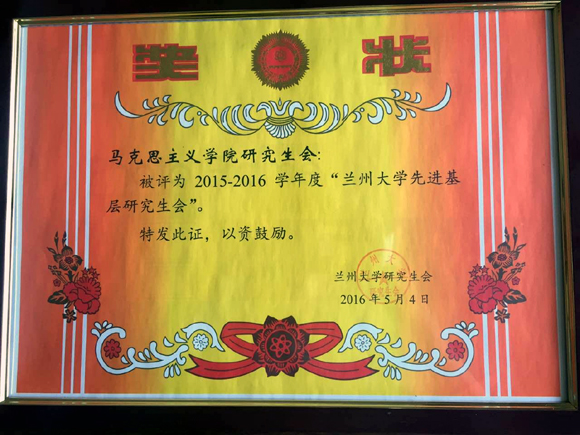 奖状
马克思主义学院研究生会:
被评为 2015-2016 学年度“兰州大学先进基
层研究生会”。
特发此证,以资鼓励。
兰州大学研究生会
2016 年 5 月 4 日